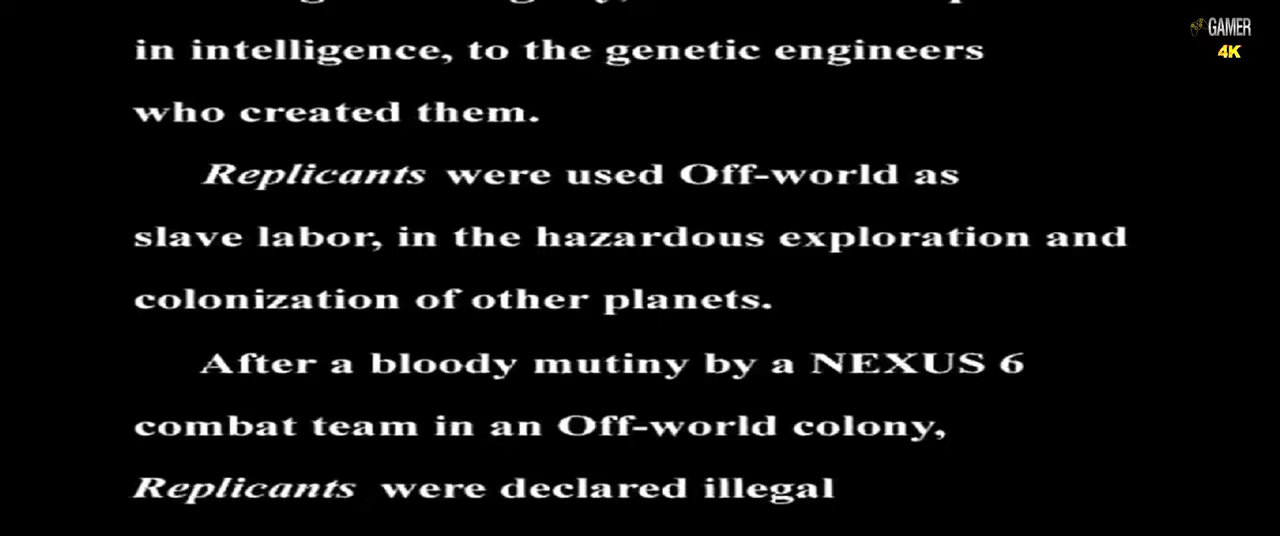 in intelligence, to the genetic engineers
who created them.
Replicants were used Off-world as
slave labor, in the hazardous exploration and
colonization of other planets.
After a bloody mutiny by a NEXUS 6
combat team in an Off-world colony,
Replicants were declared illegal
GAMER
4K